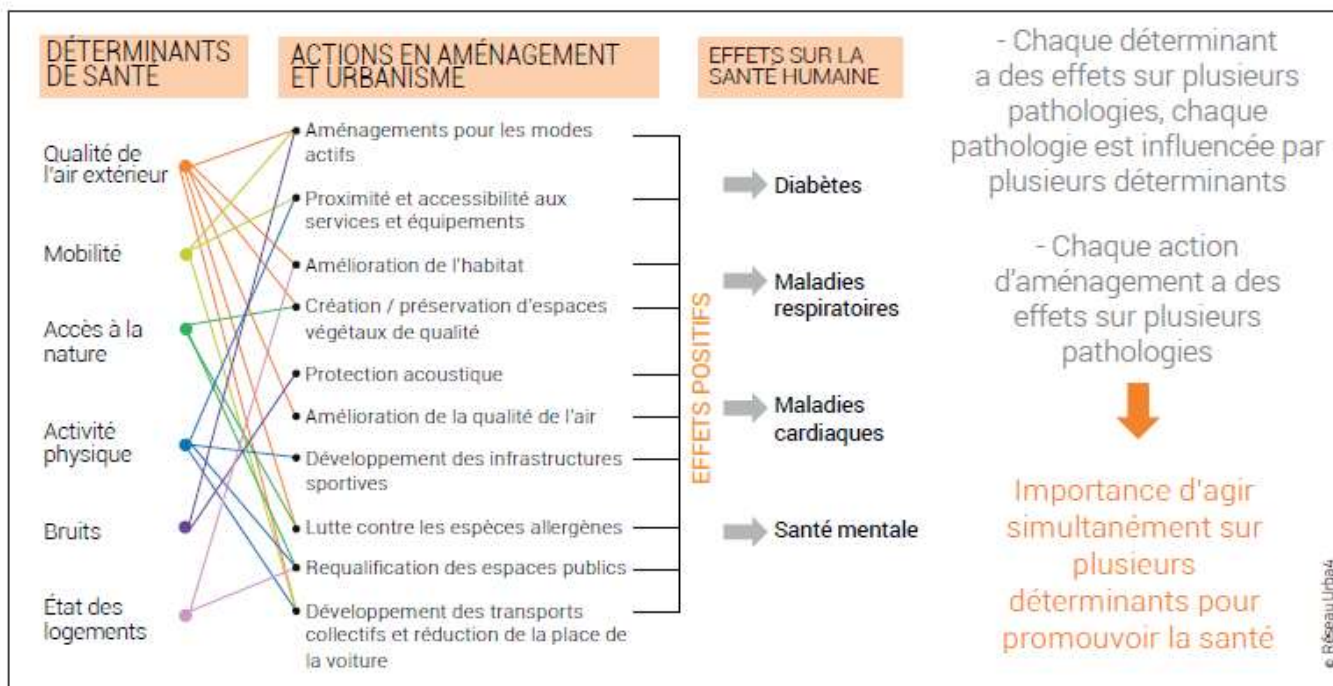 DÉTERMINANTS
DE SANTÉ
Qualité de
l'air extérieur
Mobilité
Accès à la
nature
Activité
physique
Bruits
État des
logements
ACTIONS EN AMÉNAGEMENT
ET URBANISME
Aménagements pour les modes
actifs
Proximité et accessibilité aux
services et équipements
Amélioration de l'habitat
Création / préservation d'espaces
végétaux de qualité
Protection acoustique
Amélioration de la qualité de l'air
Développement des infrastructures
sportives
Lutte contre les espèces allergènes
Requalification des espaces publics
Développement des transports
collectifs et réduction de la place de
la voiture
EFFETS POSITIFS
EFFETS SUR LA
SANTÉ HUMAINE
Diabètes
Maladies
respiratoires
Maladies
cardiaques
Santé mentale
- Chaque déterminant
a des effets sur plusieurs
pathologies, chaque
pathologie est influencée par
plusieurs déterminants
- Chaque action
d'aménagement a des
effets sur plusieurs
pathologies
Importance d'agir
simultanément sur
plusieurs
déterminants pour
promouvoir la santé
© Réseau Urba4